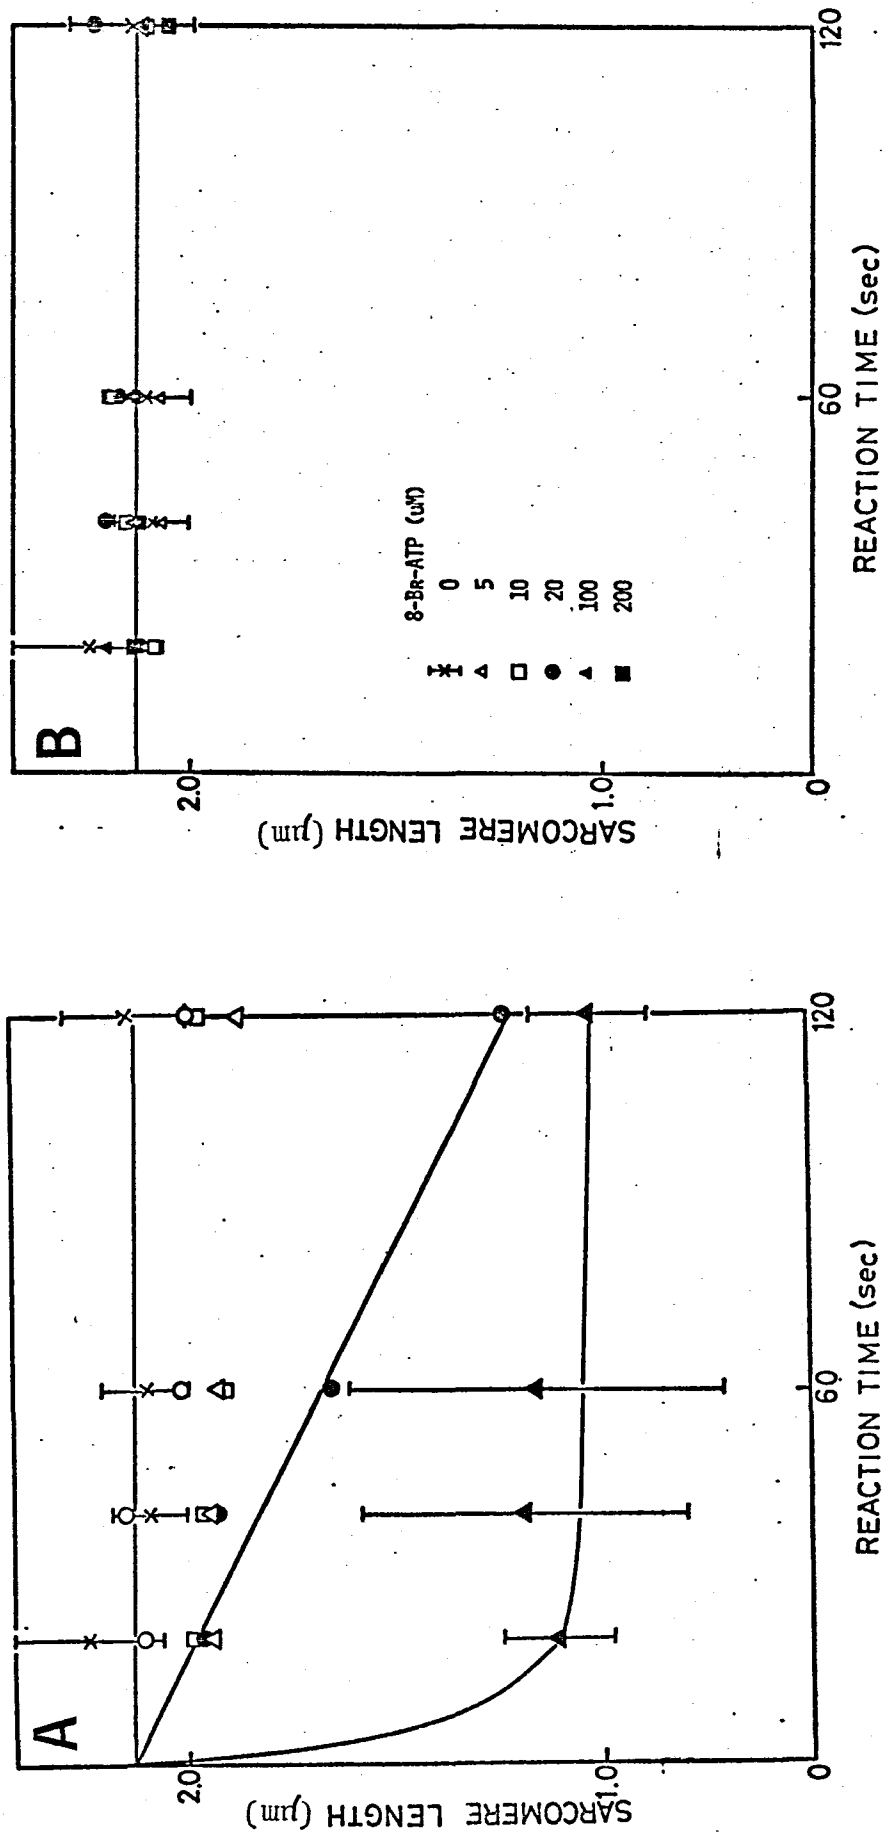 A
SARCOMERE LENGTH (µm)
2.0
1.0
0
60
120
REACTION TIME (sec)
B
SARCOMERE LENGTH (µm)
2.0
1.0
0
60
120
REACTION TIME (sec)
8-BR-ATP (uM)
0
5
10
20
100
200